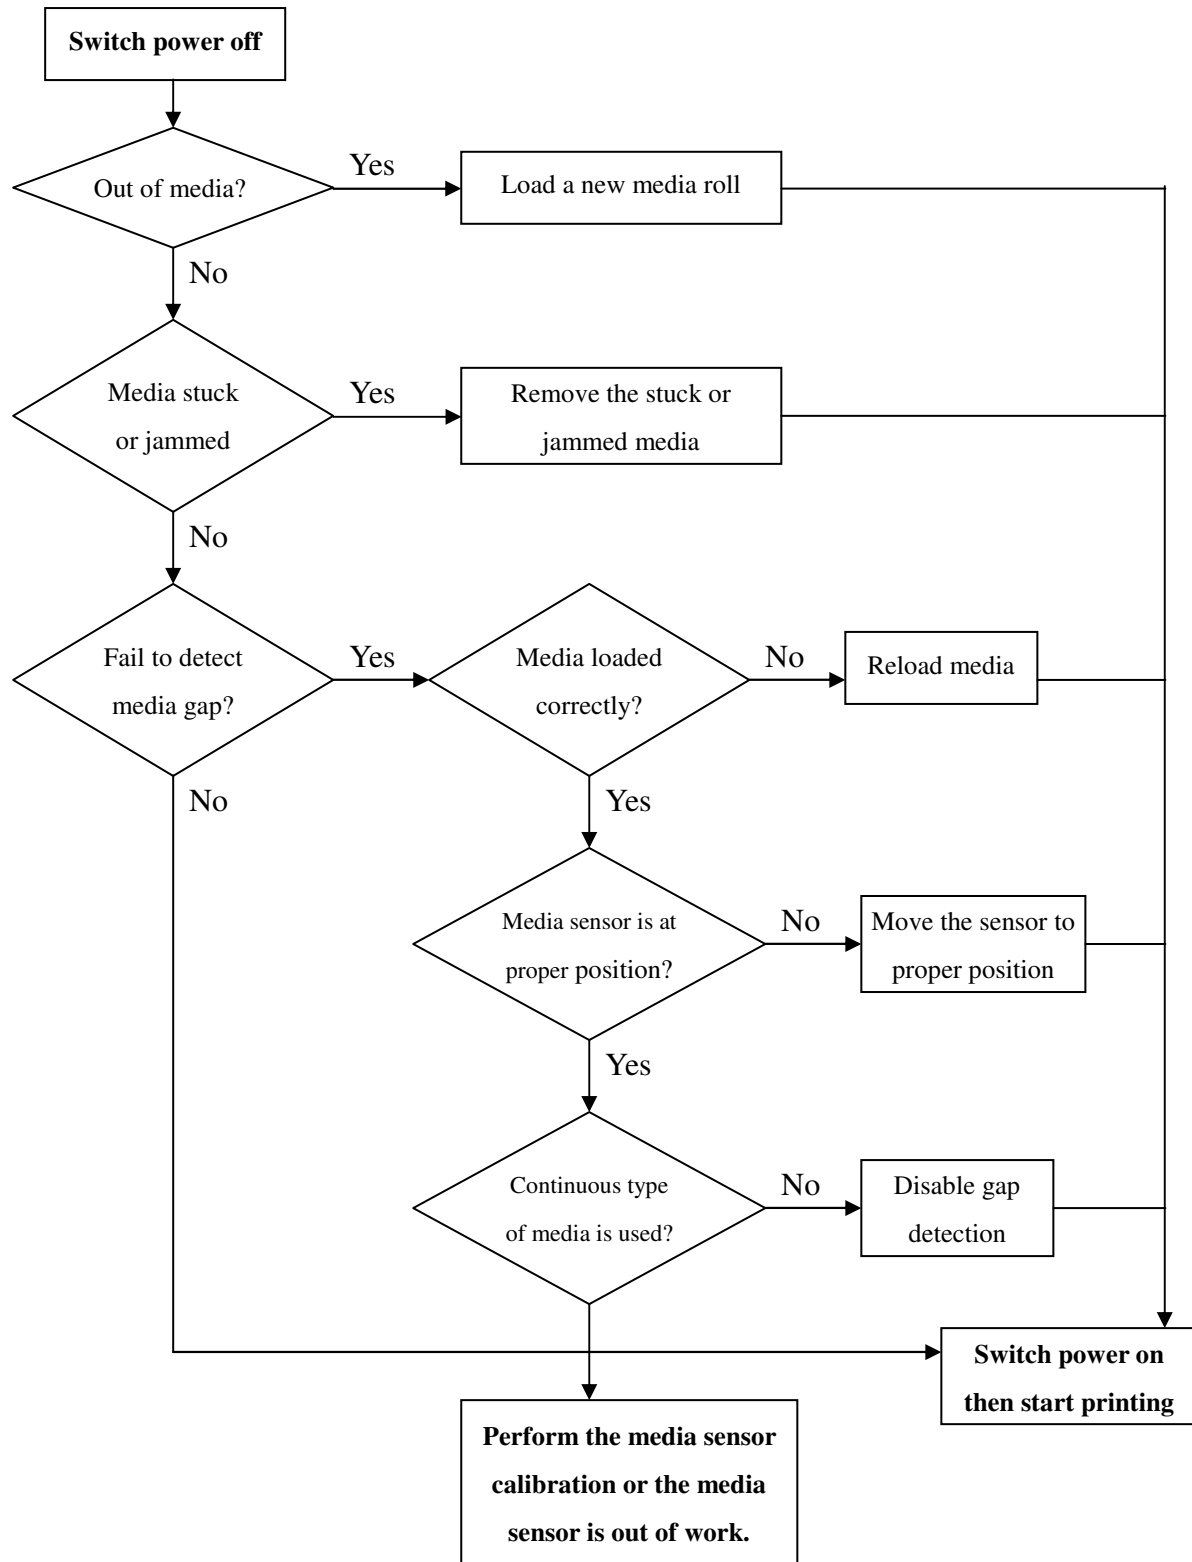 Switch power off
Out of media?
Yes
Load a new media roll
No
Media stuck
or jammed
Yes
Remove the stuck or
jammed media
No
Fail to detect
media gap?
Yes
Media loaded
correctly?
No
Reload media
No
Yes
Media sensor is at
proper position?
No
Move the sensor to
proper position
Yes
Continuous type
of media is used?
No
Disable gap
detection
Switch power on
then start printing
Perform the media sensor
calibration or the media
sensor is out of work.